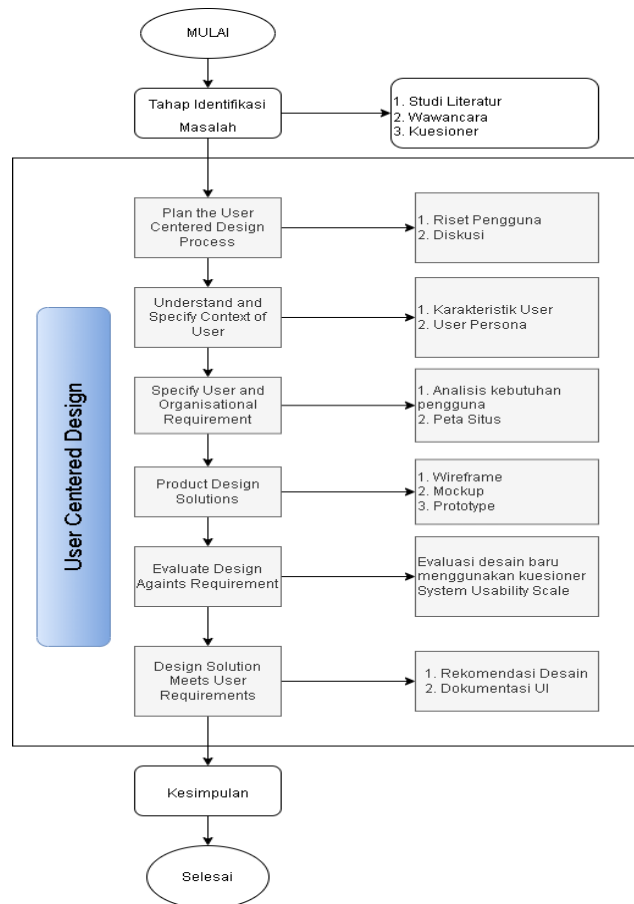 MULAI
Tahap Identifikasi
Masalah
1. Studi Literatur
2. Wawancara
3. Kuesioner
User Centered Design
Plan the User
Centered Design
Process
1. Riset Pengguna
2. Diskusi
Understand and
Specify Context of
User
1. Karakteristik User
2. User Persona
Specify User and
Organisational
Requirement
1. Analisis kebutuhan
pengguna
2. Peta Situs
Product Design
Solutions
1. Wireframe
2. Mockup
3. Prototype
Evaluate Design
Againts Requirement
Evaluasi desain baru
menggunakan kuesioner
System Usability Scale
Design Solution
Meets User
Requirements
1. Rekomendasi Desain
2. Dokumentasi UI
Kesimpulan
Selesai